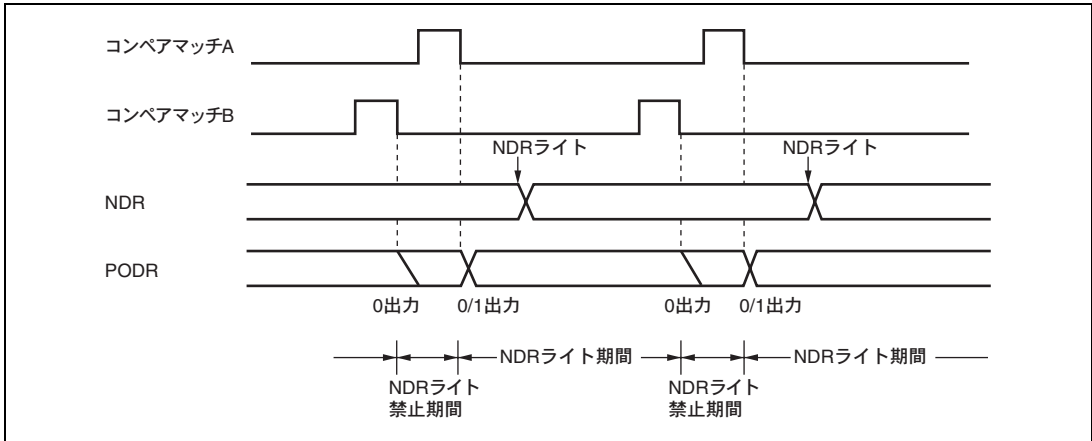 コンペアマッチA
コンペアマッチB
NDRライト
NDRライト
NDR
PODR
0出力
0/1出力
0出力
0/1出力
NDRライト期間
NDRライト期間
NDRライト
禁止期間
NDRライト
禁止期間